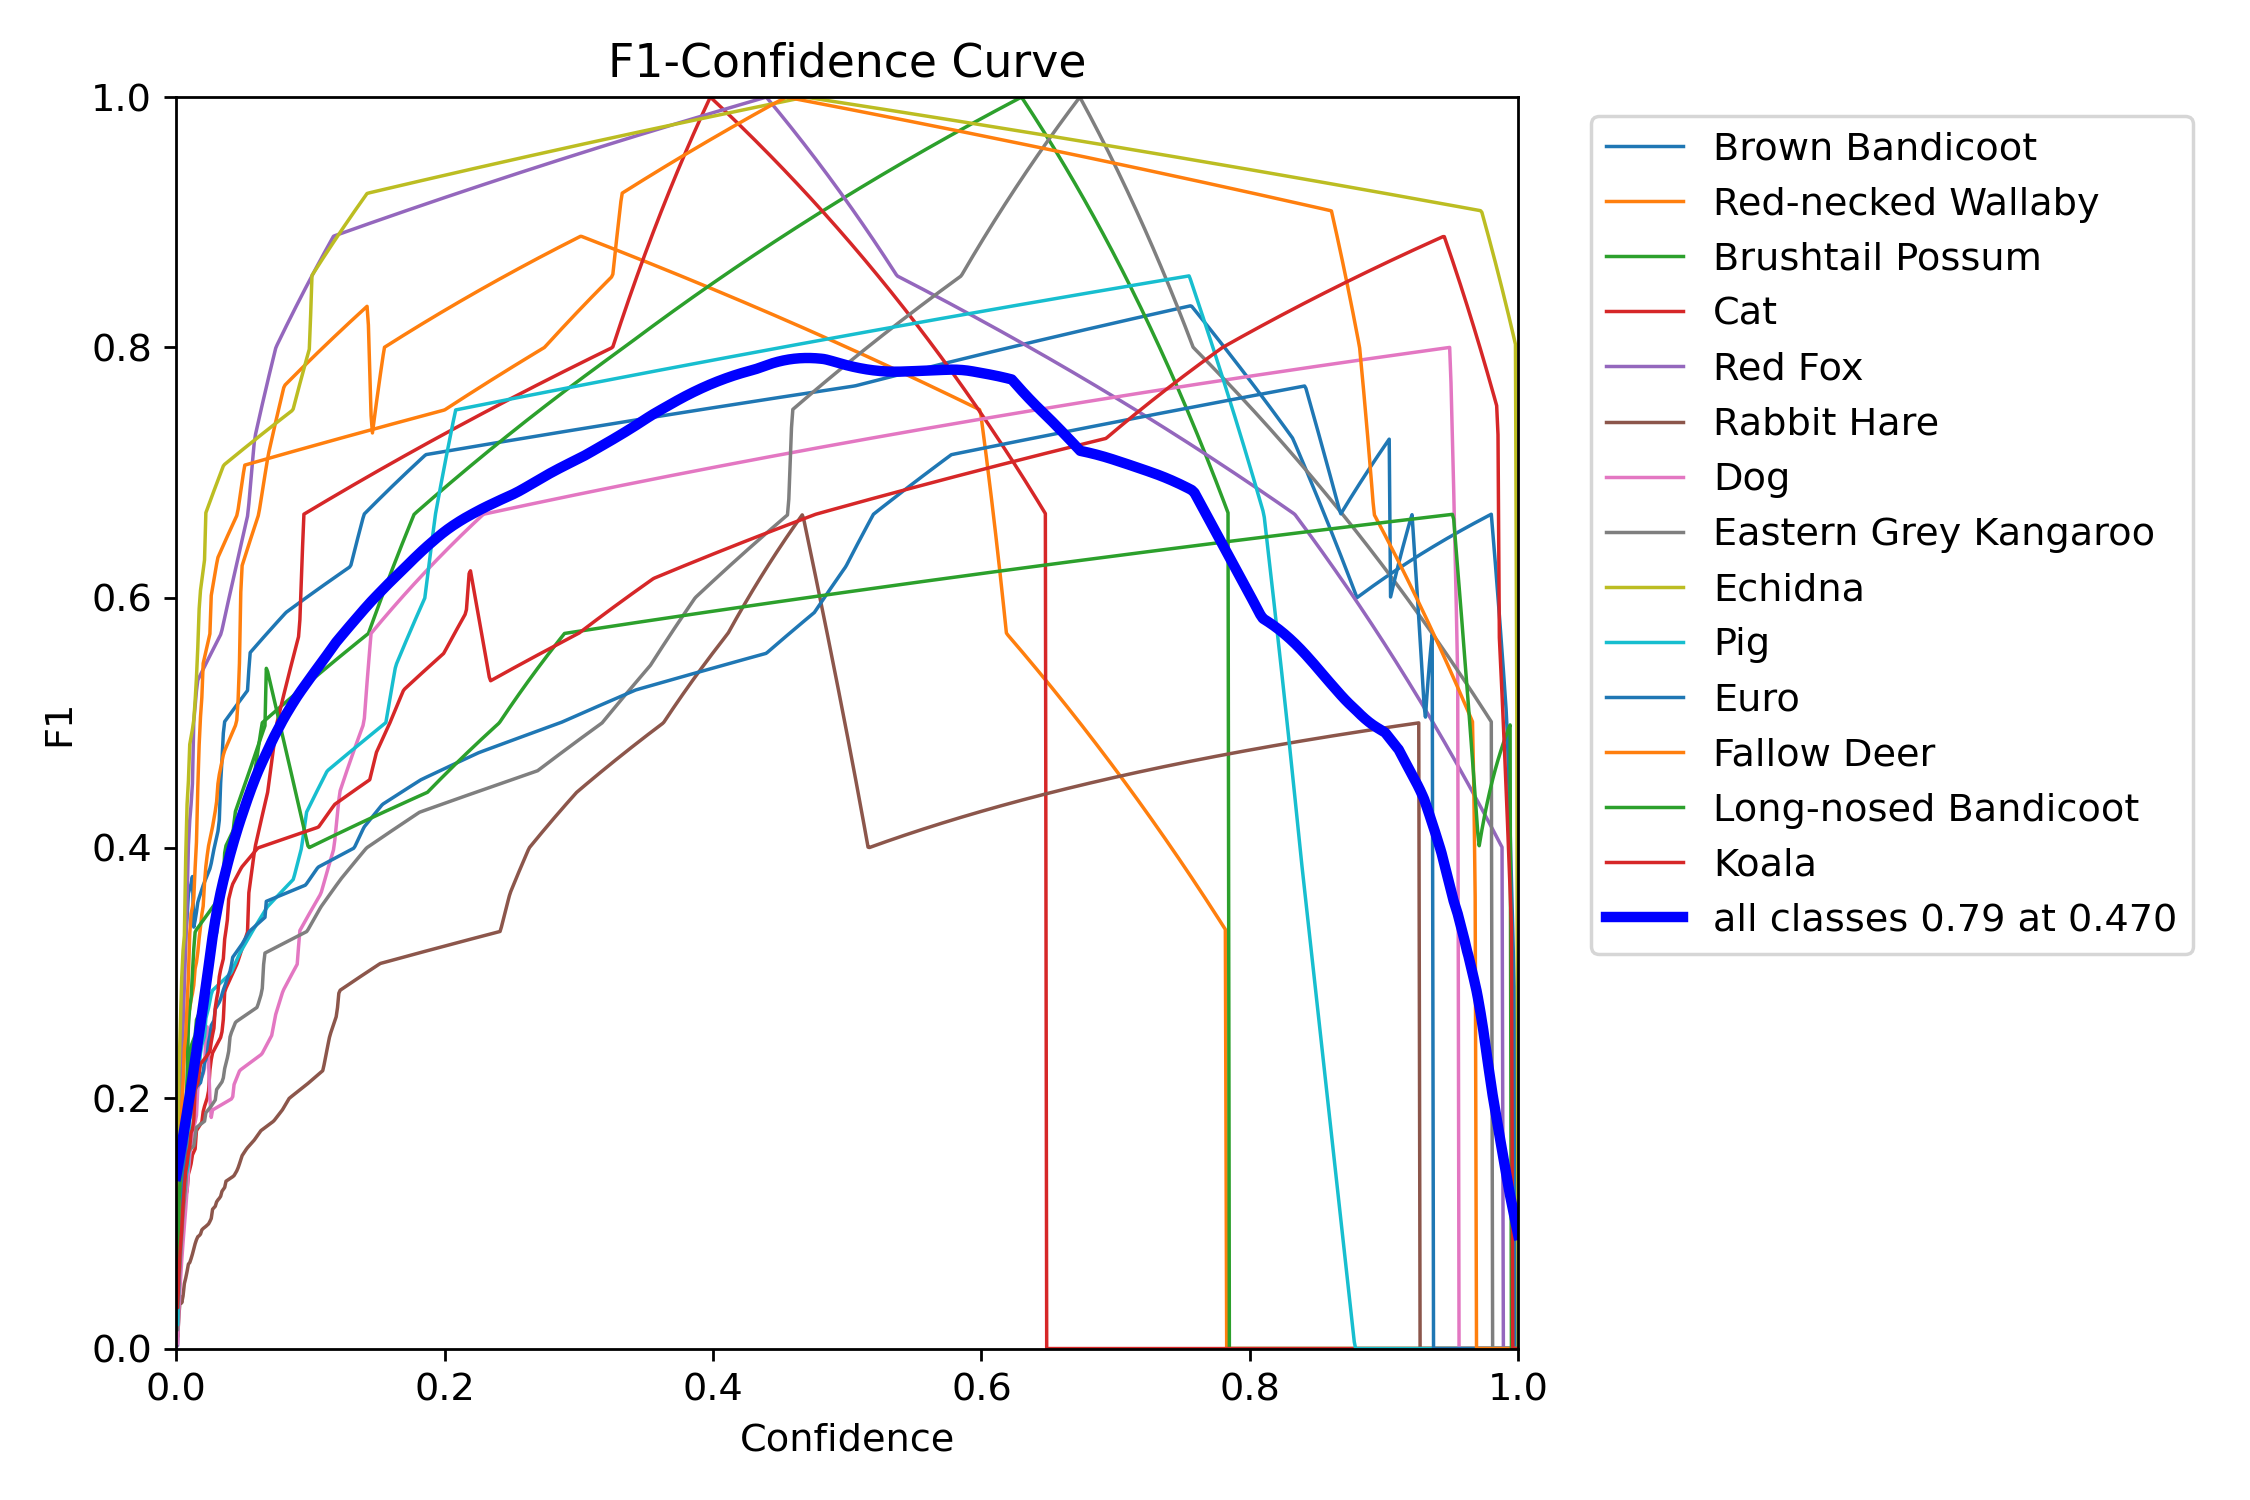 F1-Confidence Curve
1.0
0.8
0.6
0.4
0.2
0.0
F1
0.0 0.2 0.4 0.6 0.8 1.0
Confidence
Brown Bandicoot
Red-necked Wallaby
Brushtail Possum
Cat
Red Fox
Rabbit Hare
Dog
Eastern Grey Kangaroo
Echidna
Pig
Euro
Fallow Deer
Long-nosed Bandicoot
Koala
all classes 0.79 at 0.470